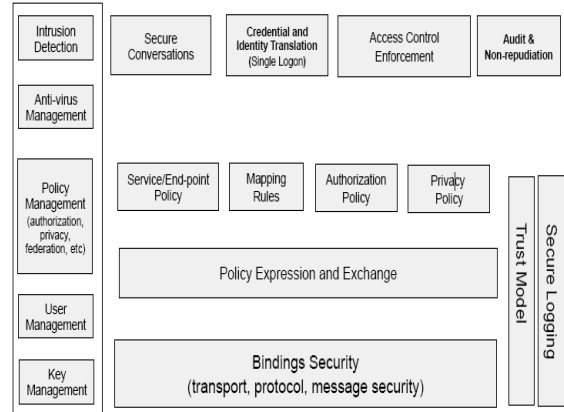 Intrusion
Detection
Anti-virus
Management
Policy
Management
(authorization,
privacy,
federation, etc)
User
Management
Key
Management
Secure
Conversations
Credential and
Identity Translation
(Single Logon)
Access Control
Enforcement
Audit &
Non-repudiation
Service/End-point
Policy
Mapping
Rules
Authorization
Policy
Privacy
Policy
Policy Expression and Exchange
Bindings Security
(transport, protocol, message security)
Trust Model
Secure Logging